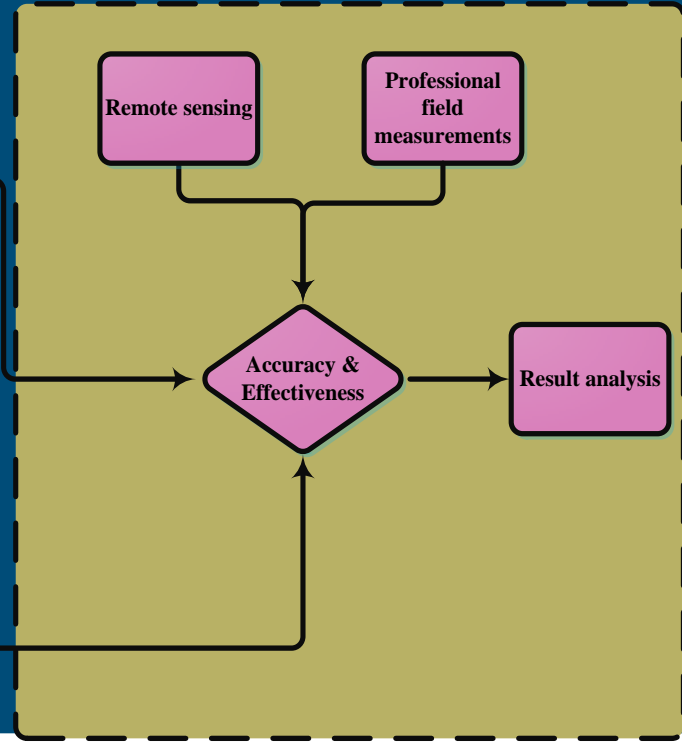 Remote sensing
Professional
field
measurements
Accuracy &
Effectiveness
Result analysis